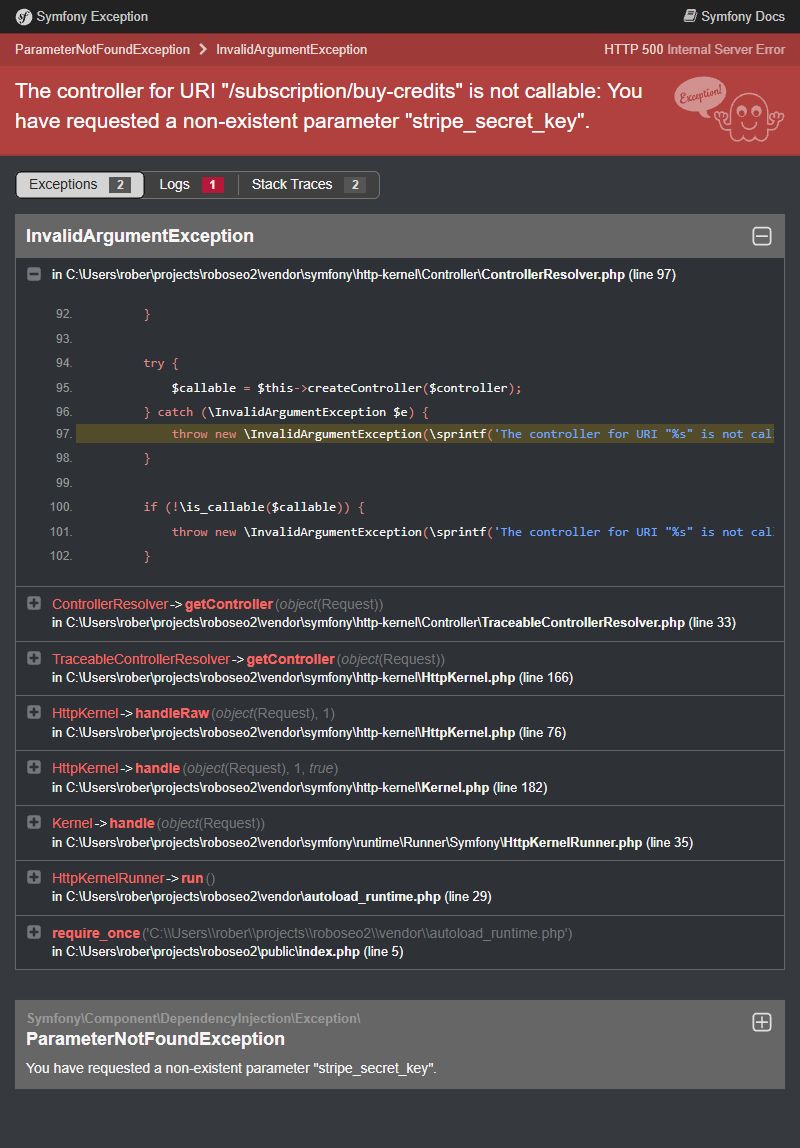 Symfony Exception
Symfony Docs
ParameterNotFoundException > InvalidArgumentException
HTTP 500 Internal Server Error
The controller for URI "/subscription/buy-credits" is not callable: You
have requested a non-existent parameter "stripe_secret_key".
Exception!
Exceptions 2
Logs 1
Stack Traces 2
InvalidArgumentException
in C:\Users\rober\projects\roboseo2\vendor\symfony\http-kernel\Controller\ControllerResolver.php (line 97)
92. }
93.
94. try {
95. $callable = $this->createController($controller);
96. } catch (\InvalidArgumentException $e) {
97. throw new \InvalidArgumentException(\sprintf('The controller for URI "%s" is not cal
98. }
99.
100. if (!\is_callable($callable)) {
101. throw new \InvalidArgumentException(\sprintf('The controller for URI "%s" is not cal
102. }
ControllerResolver->getController(object(Request))
in C:\Users\rober\projects\roboseo2\vendor\symfony\http-kernel\Controller\TraceableControllerResolver.php (line 33)
TraceableControllerResolver->getController(object(Request))
in C:\Users\rober\projects\roboseo2\vendor\symfony\http-kernel\HttpKernel.php (line 166)
HttpKernel->handleRaw(object(Request), 1)
in C:\Users\rober\projects\roboseo2\vendor\symfony\http-kernel\HttpKernel.php (line 76)
HttpKernel->handle(object(Request), 1, true)
in C:\Users\rober\projects\roboseo2\vendor\symfony\http-kernel\Kernel.php (line 182)
Kernel->handle(object(Request))
in C:\Users\rober\projects\roboseo2\vendor\symfony\runtime\Runner\Symfony\HttpKernelRunner.php (line 35)
HttpKernelRunner->run()
in C:\Users\rober\projects\roboseo2\vendor\autoload_runtime.php (line 29)
require_once('C:\\Users\\rober\\projects\\roboseo2\\vendor\\autoload_runtime.php')
in C:\Users\rober\projects\roboseo2\public\index.php (line 5)
Symfony\Component\DependencyInjection\Exception\
ParameterNotFoundException
You have requested a non-existent parameter "stripe_secret_key".